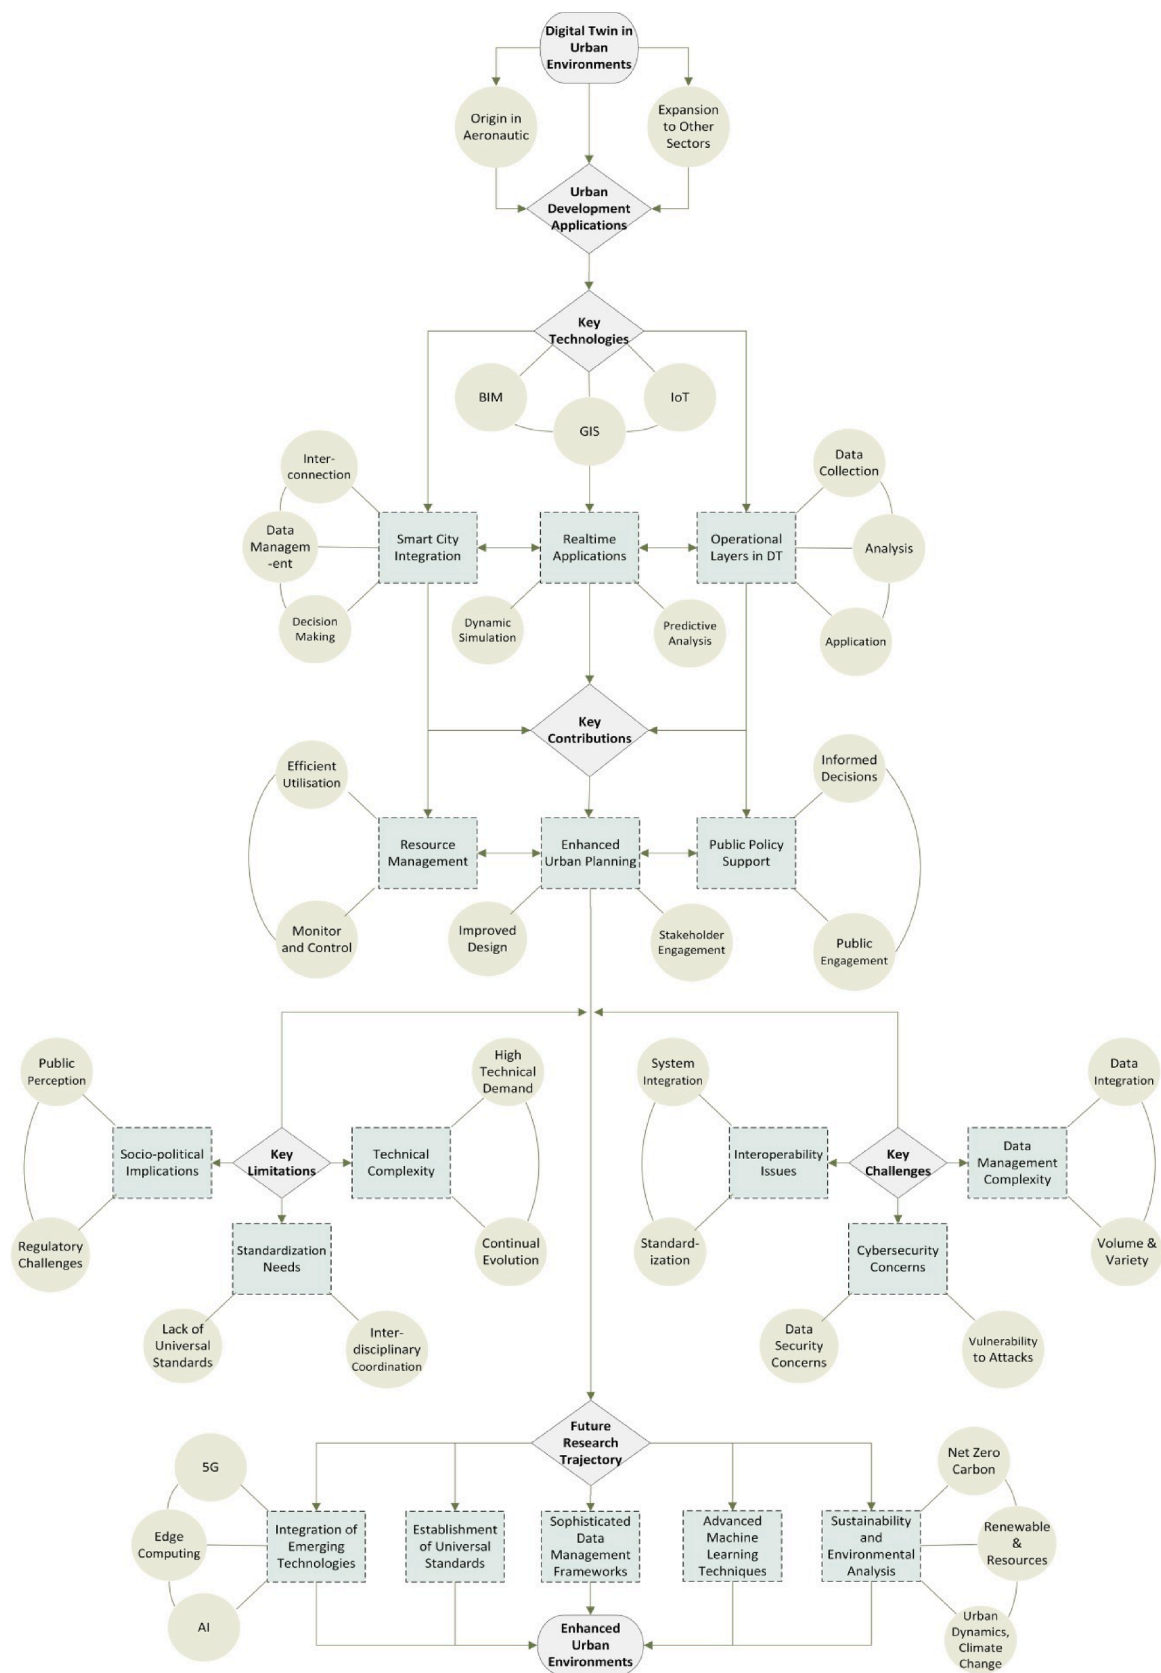 Digital Twin in
Urban
Environments
Origin in
Aeronautic
Expansion
to Other
Sectors
Urban
Development
Applications
Key
Technologies
BIM
GIS
IoT
Inter-
connection
Data
Managem
-ent
Decision
Making
Smart City
Integration
Realtime
Applications
Operational
Layers in DT
Data
Collection
Analysis
Application
Dynamic
Simulation
Predictive
Analysis
Key
Contributions
Efficient
Utilisation
Monitor
and Control
Resource
Management
Enhanced
Urban Planning
Public Policy
Support
Informed
Decisions
Public
Engagement
Improved
Design
Stakeholder
Engagement
Public
Perception
Regulatory
Challenges
Socio-political
Implications
Key
Limitations
Technical
Complexity
High
Technical
Demand
Continual
Evolution
Standardization
Needs
Lack of
Universal
Standards
Inter-
disciplinary
Coordination
System
Integration
Standard-
ization
Interoperability
Issues
Key
Challenges
Data
Management
Complexity
Data
Integration
Volume &
Variety
Cybersecurity
Concerns
Data
Security
Concerns
Vulnerability
to Attacks
Future
Research
Trajectory
5G
Edge
Computing
AI
Integration of
Emerging
Technologies
Establishment
of Universal
Standards
Sophisticated
Data
Management
Frameworks
Advanced
Machine
Learning
Techniques
Sustainability
and
Environmental
Analysis
Net Zero
Carbon
Renewable
&
Resources
Urban
Dynamics,
Climate
Change
Enhanced
Urban
Environments